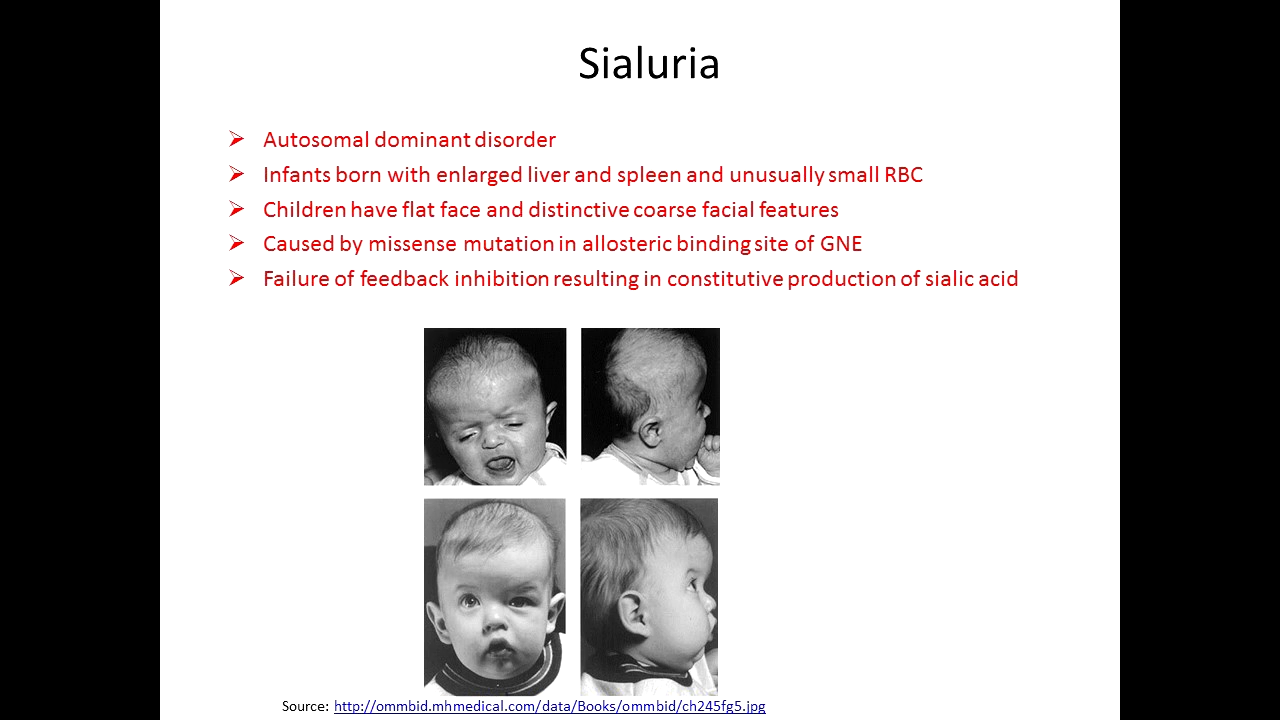 Sialuria
➢ Autosomal dominant disorder
➢ Infants born with enlarged liver and spleen and unusually small RBC
➢ Children have flat face and distinctive coarse facial features
➢ Caused by missense mutation in allosteric binding site of GNE
➢ Failure of feedback inhibition resulting in constitutive production of sialic acid
Source: http://ommbid.mhmedical.com/data/Books/ommbid/ch245fg5.jpg